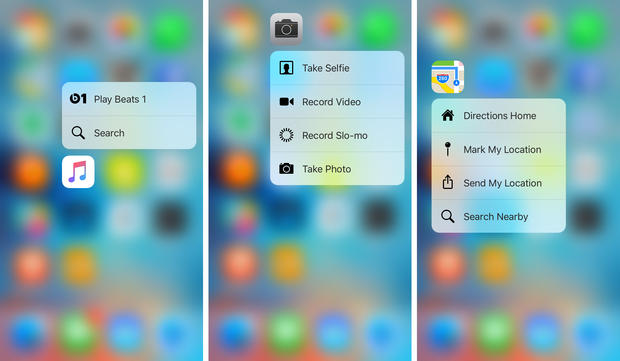 Play Beats 1
Search
Take Selfie
Record Video
Record Slo-mo
Take Photo
280
Directions Home
Mark My Location
Send My Location
Search Nearby